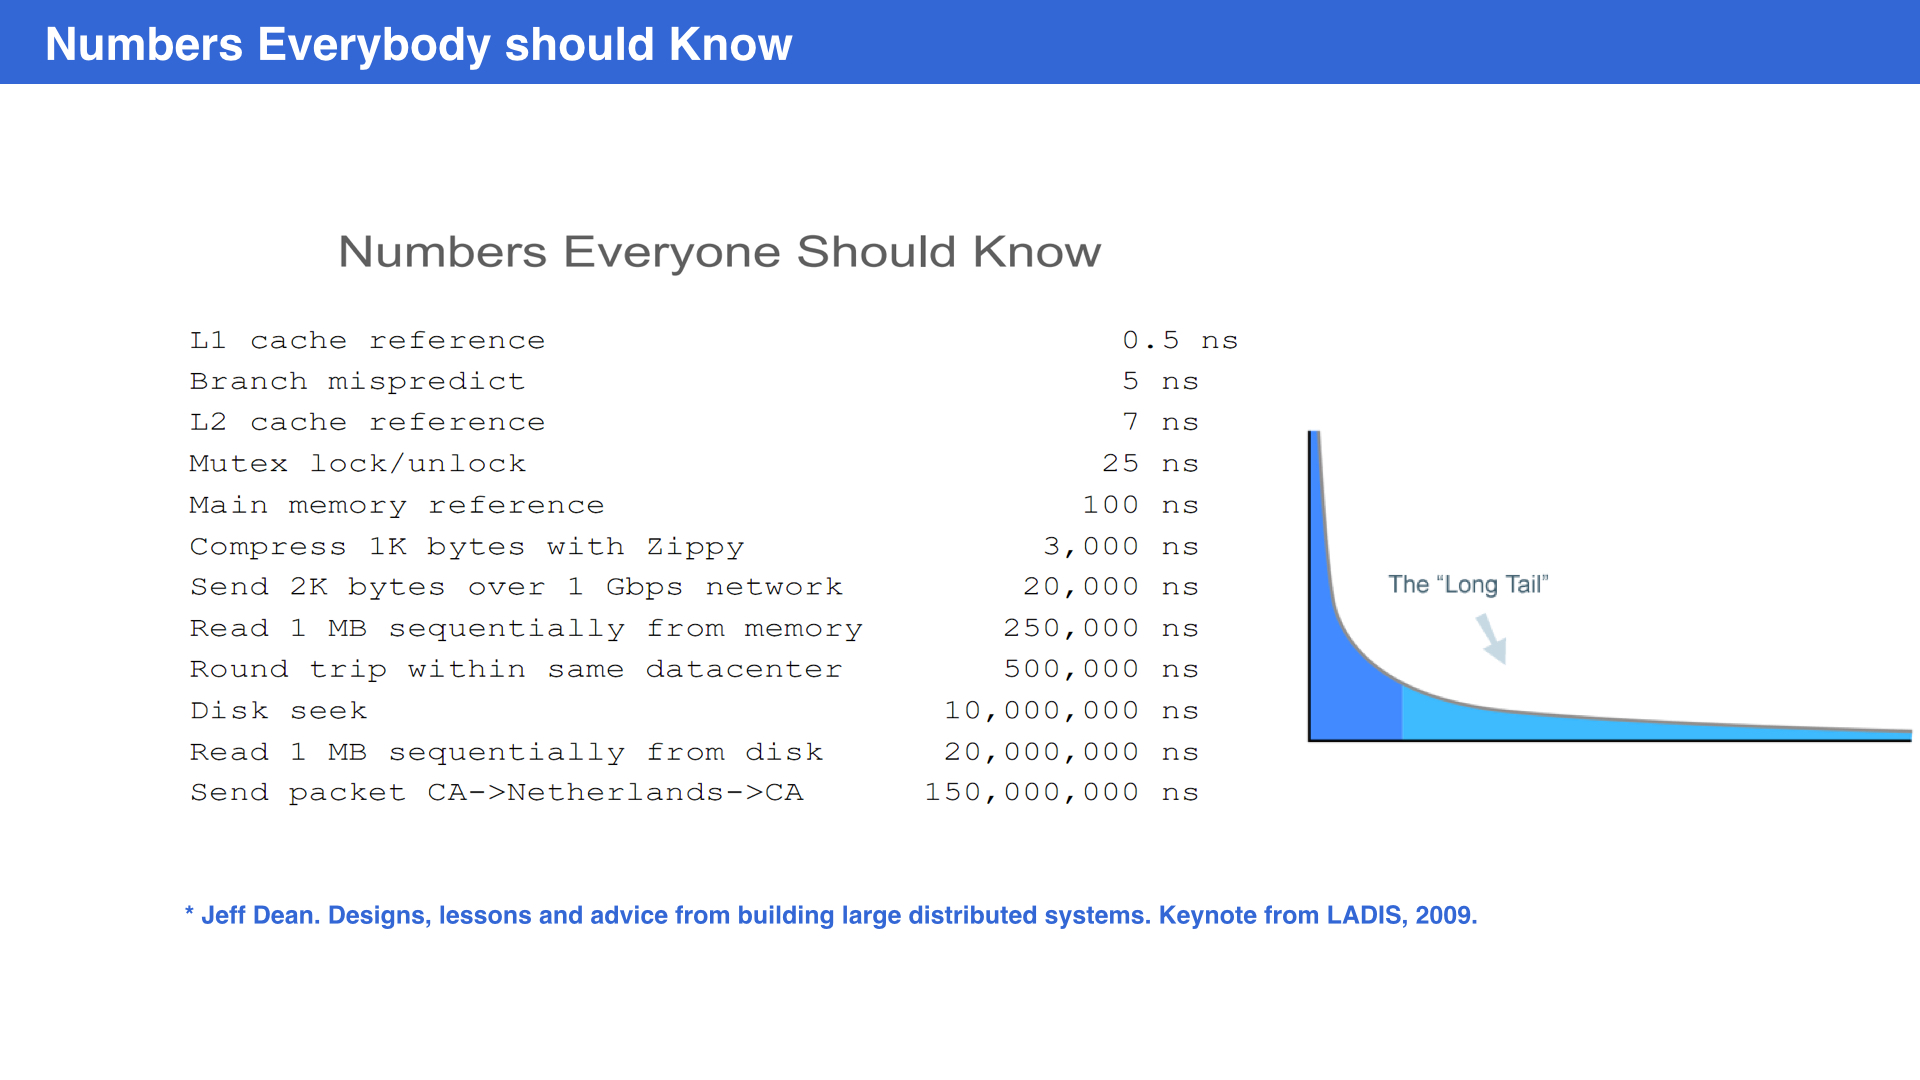 Numbers Everybody should Know
Numbers Everyone Should Know
L1 cache reference 0.5 ns
Branch mispredict 5 ns
L2 cache reference 7 ns
Mutex lock/unlock 25 ns
Main memory reference 100 ns
Compress 1K bytes with Zippy 3,000 ns
Send 2K bytes over 1 Gbps network 20,000 ns
Read 1 MB sequentially from memory 250,000 ns
Round trip within same datacenter 500,000 ns
Disk seek 10,000,000 ns
Read 1 MB sequentially from disk 20,000,000 ns
Send packet CA->Netherlands->CA 150,000,000 ns
The “Long Tail”
* Jeff Dean. Designs, lessons and advice from building large distributed systems. Keynote from LADIS, 2009.